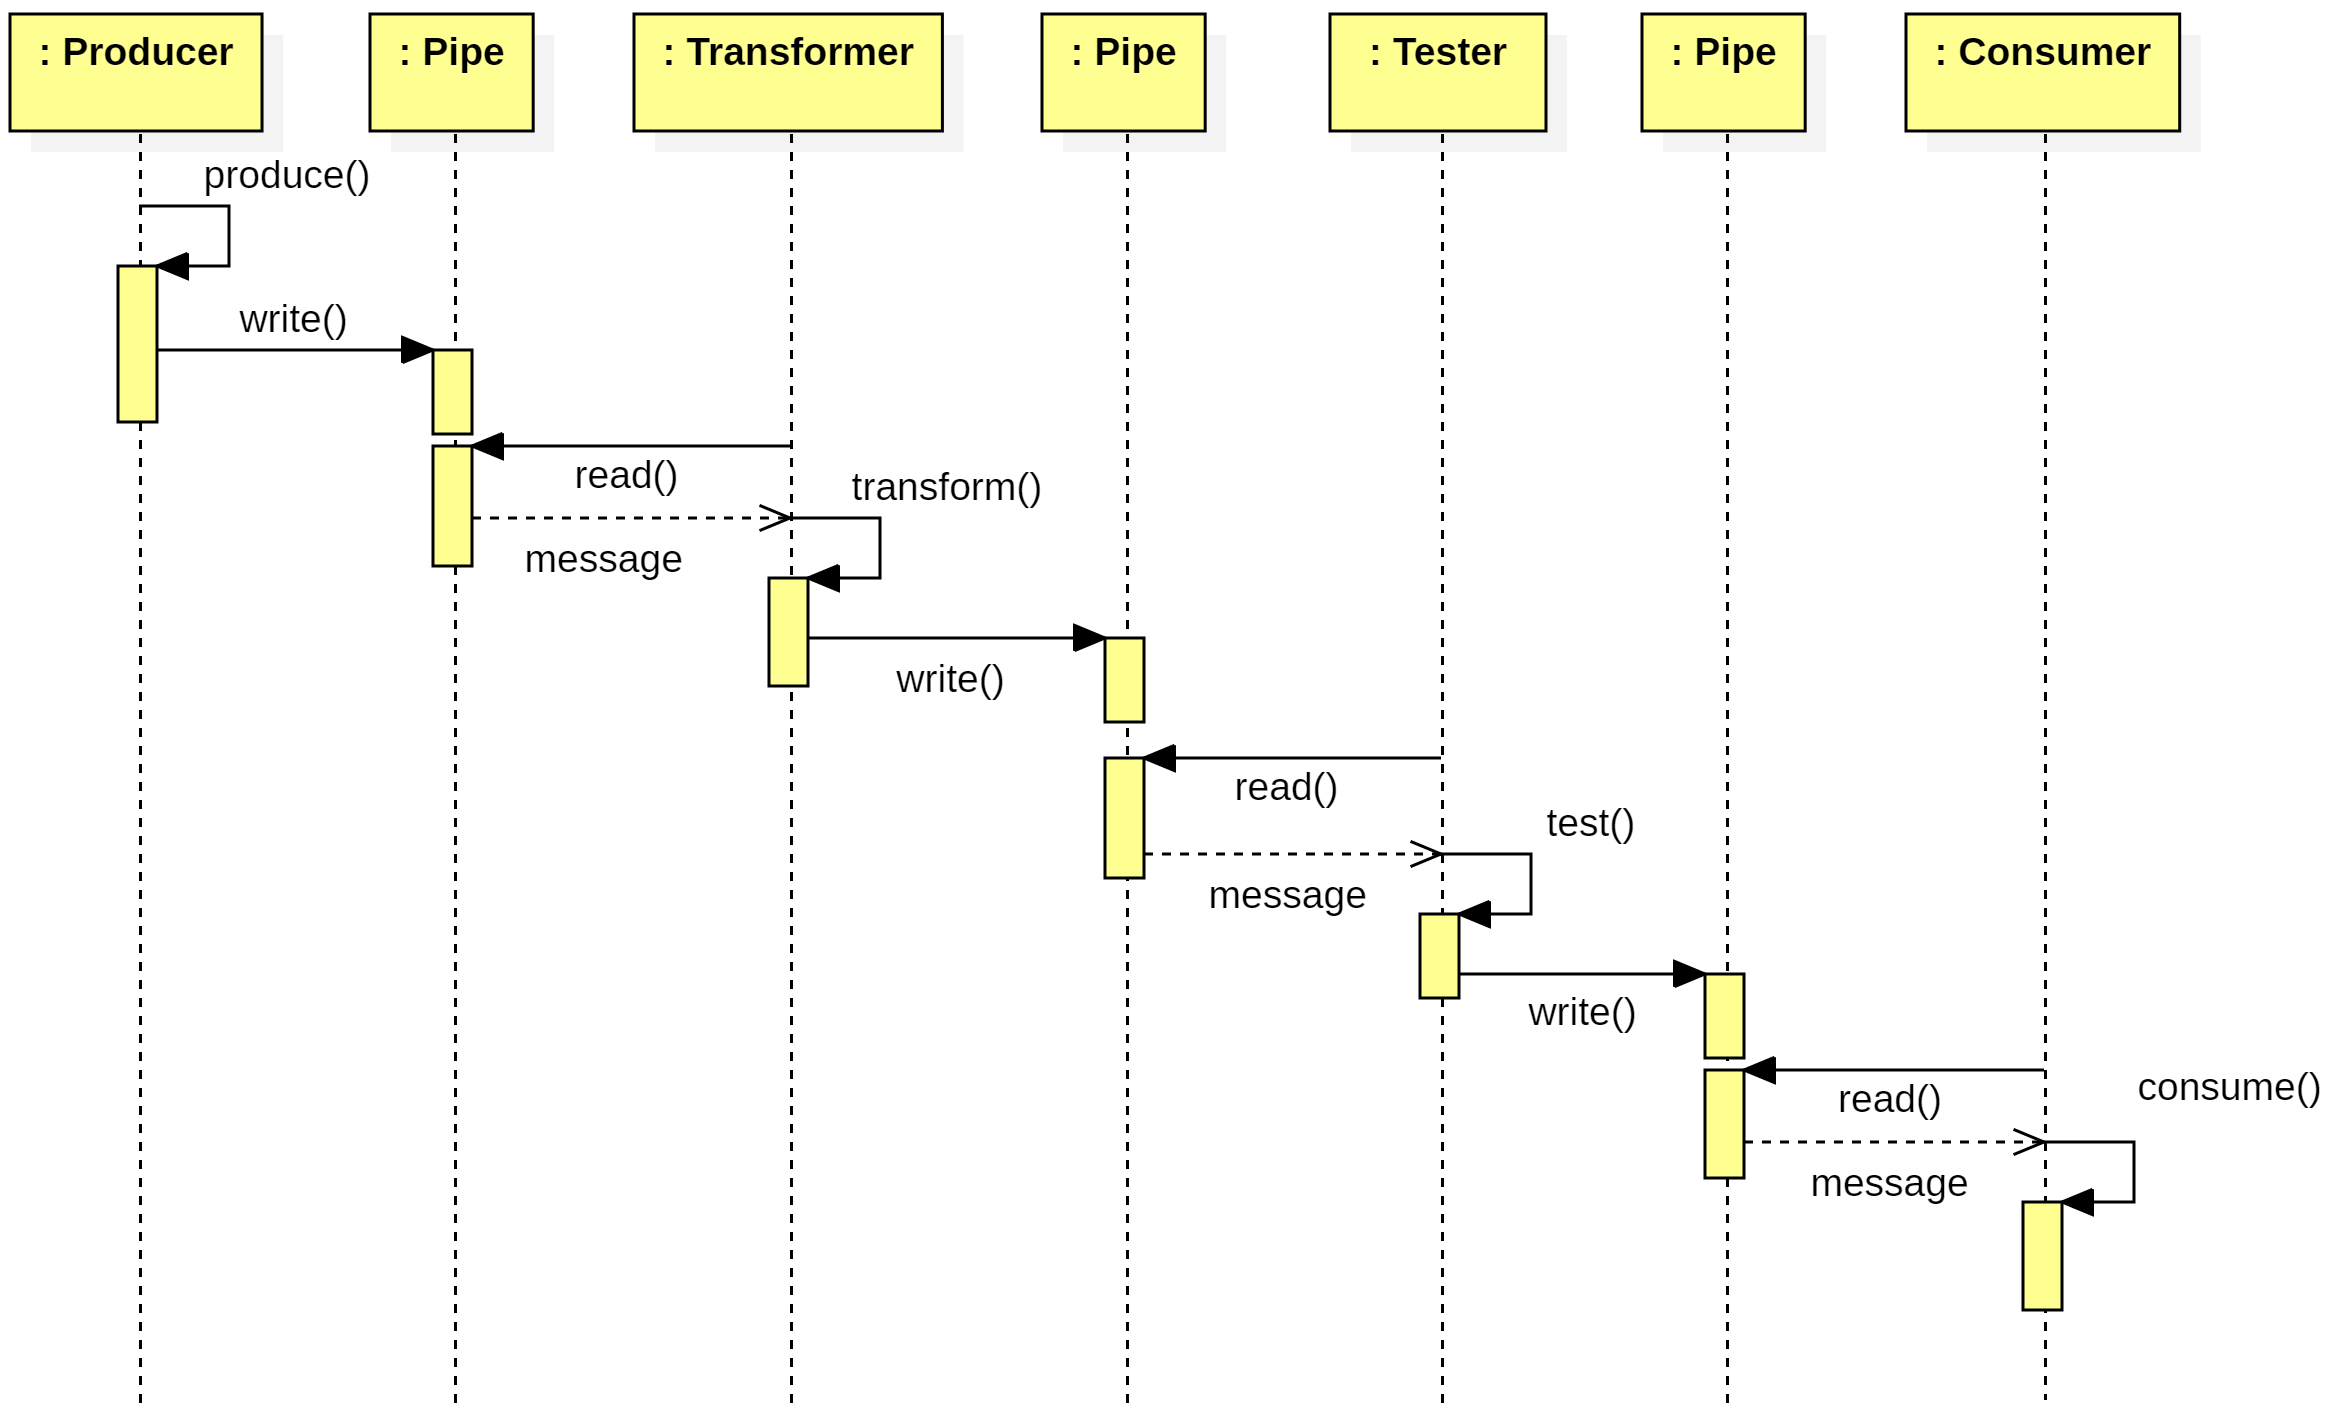 : Producer
: Pipe
: Transformer
: Pipe
: Tester
: Pipe
: Consumer
produce()
write()
read()
transform()
message
write()
read()
test()
message
write()
read()
consume()
message